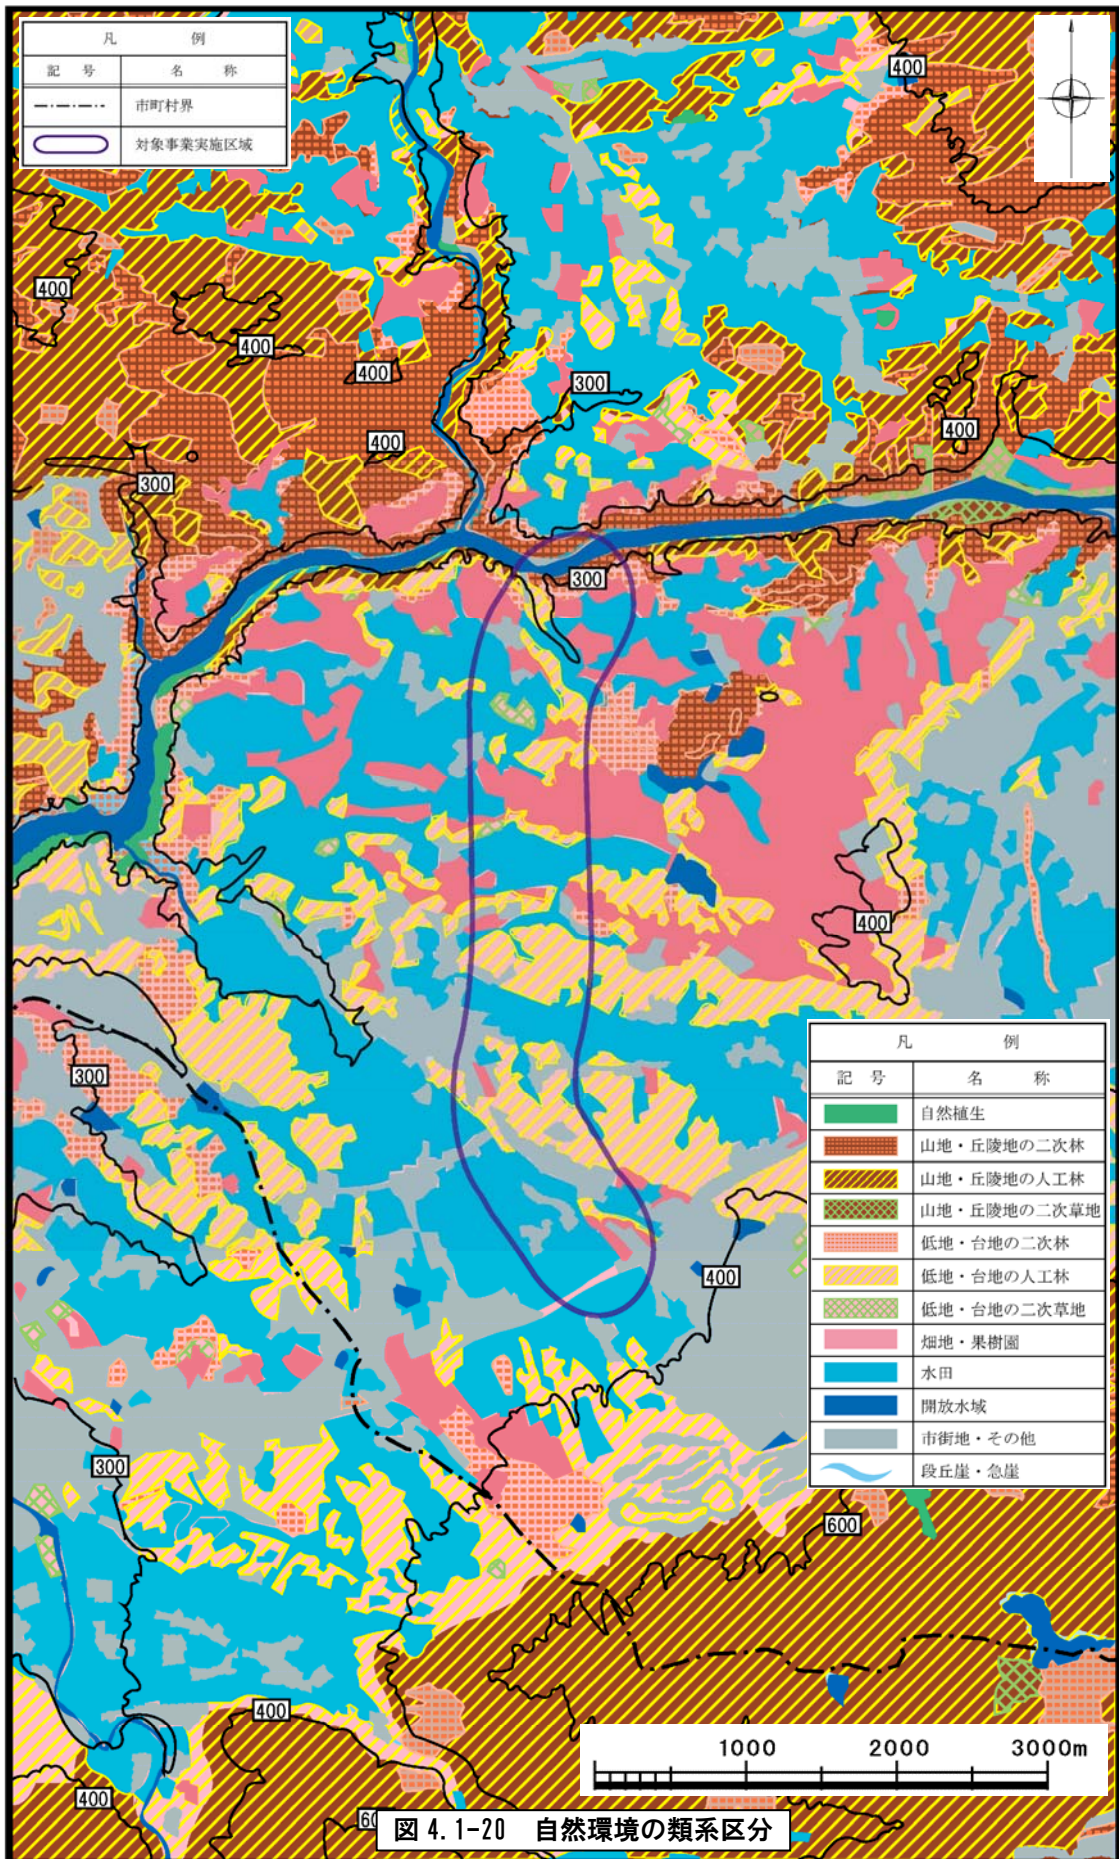 凡 例
記 号 名 称
市町村界
対象事業実施区域
400
400
400
400
300
400
400
300
300
400
300
400
凡 例
記 号 名 称
自然植生
山地・丘陵地の二次林
山地・丘陵地の人工林
山地・丘陵地の二次草地
低地・台地の二次林
低地・台地の人工林
低地・台地の二次草地
畑地・果樹園
水田
開放水域
市街地・その他
段丘崖・急崖
400
300
600
400
400
1000 2000 3000m
図 4.1-20 自然環境の類系区分